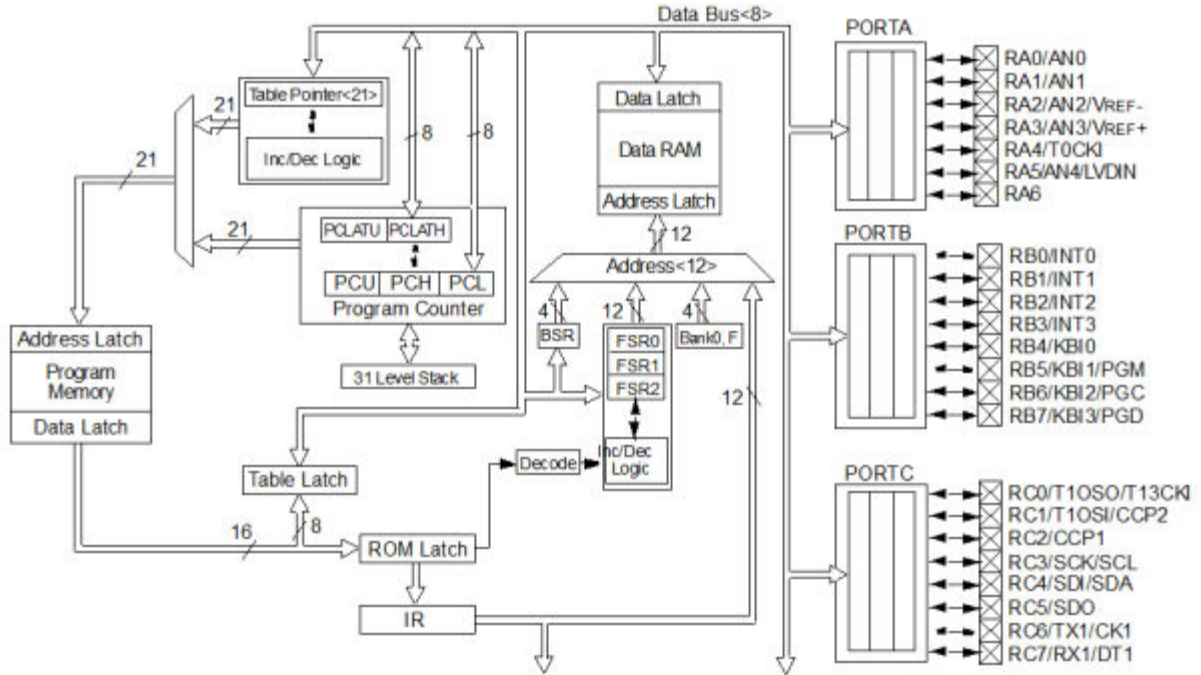 Data Bus<8>
Table Pointer<21>
21
Inc/Dec Logic
21
8
8
Data Latch
Data RAM
Address Latch
12
21
PCLATU PCLATH
PCU PCH PCL
Program Counter
Address<12>
4
12
4
BSR
FSR0
FSR1
FSR2
Bank0, F
12
31 Level Stack
Address Latch
Program
Memory
Data Latch
Inc/Dec
Logic
Decode
Table Latch
16
8
ROM Latch
IR
PORTA
RA0/AN0
RA1/AN1
RA2/AN2/VREF-
RA3/AN3/VREF+
RA4/T0CKI
RA5/AN4/LVDIN
RA6
PORTB
RB0/INT0
RB1/INT1
RB2/INT2
RB3/INT3
RB4/KBI0
RB5/KBI1/PGM
RB6/KBI2/PGC
RB7/KBI3/PGD
PORTC
RC0/T1OSO/T13CKI
RC1/T1OSI/CCP2
RC2/CCP1
RC3/SCK/SCL
RC4/SDI/SDA
RC5/SDO
RC6/TX1/CK1
RC7/RX1/DT1